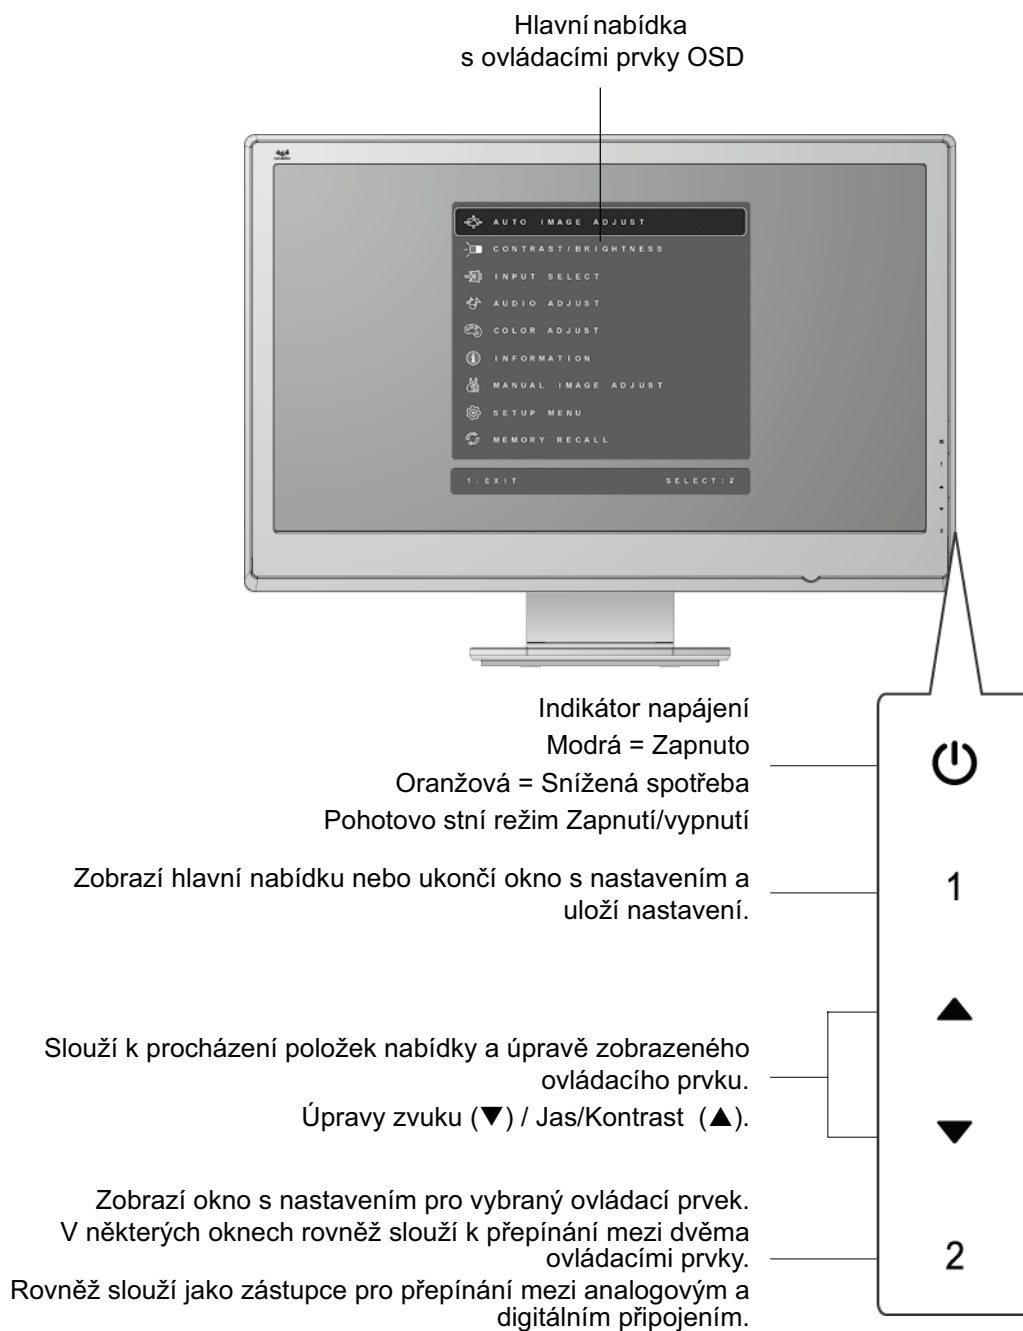 Hlavní nabídka
s ovládacími prvky OSD
AUTO IMAGE ADJUST
CONTRAST/BRIGHTNESS
INPUT SELECT
AUDIO ADJUST
COLOR ADJUST
INFORMATION
MANUAL IMAGE ADJUST
SETUP MENU
MEMORY RECALL
1:EXIT SELECT:2
Indikátor napájení
Modrá = Zapnuto
Oranžová = Snížená spotřeba
Pohotovo stní režim Zapnutí/vypnutí
Zobrazí hlavní nabídku nebo ukončí okno s nastavením a
uloží nastavení.
1
Slouží k procházení položek nabídky a úpravě zobrazeného
ovládacího prvku.
Úpravy zvuku (▼) / Jas/Kontrast (▲).
▲
▼
Zobrazí okno s nastavením pro vybraný ovládací prvek.
V některých oknech rovněž slouží k přepínání mezi dvěma
ovládacími prvky.
Rovněž slouží jako zástupce pro přepínání mezi analogovým a
digitálním připojením.
2